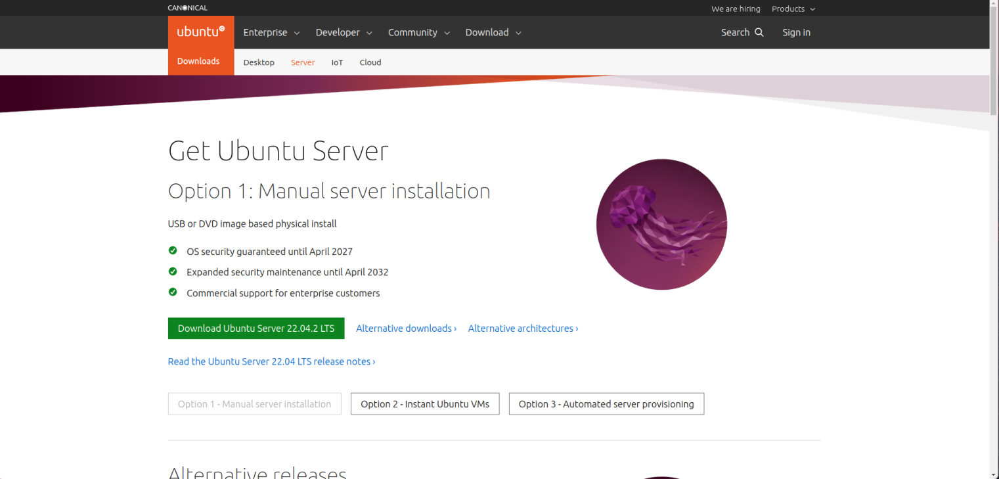 CANONICAL We are hiring Products
ubuntu Enterprise Developer Community Download Search Sign in
Downloads Desktop Server IoT Cloud
Get Ubuntu Server
Option 1: Manual server installation
USB or DVD image based physical install
OS security guaranteed until April 2027
Expanded security maintenance until April 2032
Commercial support for enterprise customers
Download Ubuntu Server 22.04.2 LTS Alternative downloads › Alternative architectures ›
Read the Ubuntu Server 22.04 LTS release notes ›
Option 1 - Manual server installation Option 2 - Instant Ubuntu VMs Option 3 - Automated server provisioning
Alternative releases